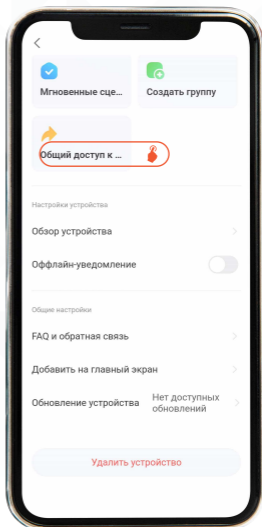 Мгновенные сце...
Создать группу
Общий доступ к ...
Настройки устройства
Обзор устройства
Оффлайн-уведомление
Общие настройки
FAQ и обратная связь
Добавить на главный экран
Обновление устройства
Нет доступных
обновлений
Удалить устройство